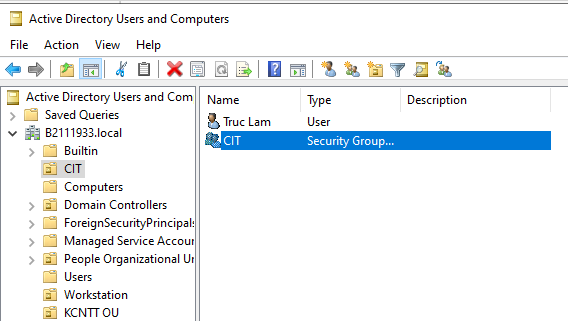 Active Directory Users and Computers
File Action View Help
Active Directory Users and Com
Saved Queries
B2111933.local
Builtin
CIT
Computers
Domain Controllers
ForeignSecurityPrincipals
Managed Service Accour
People Organizational Ur
Users
Workstation
KCNTT OU
Name Type Description
Truc Lam User
CIT Security Group...